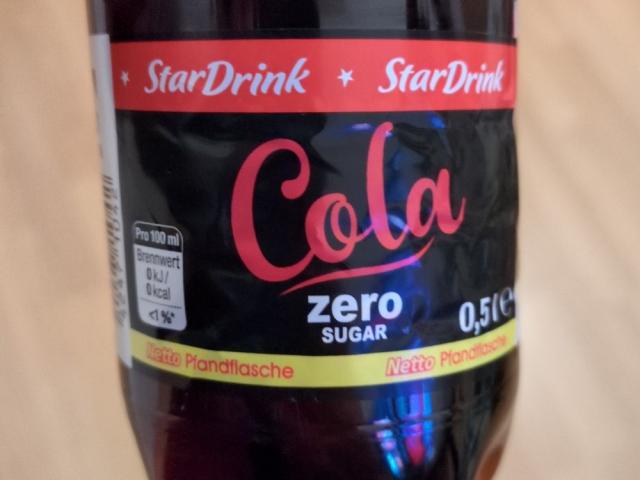 StarDrink StarDrink
Cola
zero
SUGAR
Pro 100 ml
Brennwert
0 kJ /
0 kcal
<1 %*
0,5 l e
Netto Pfandflasche Netto Pfandflasche